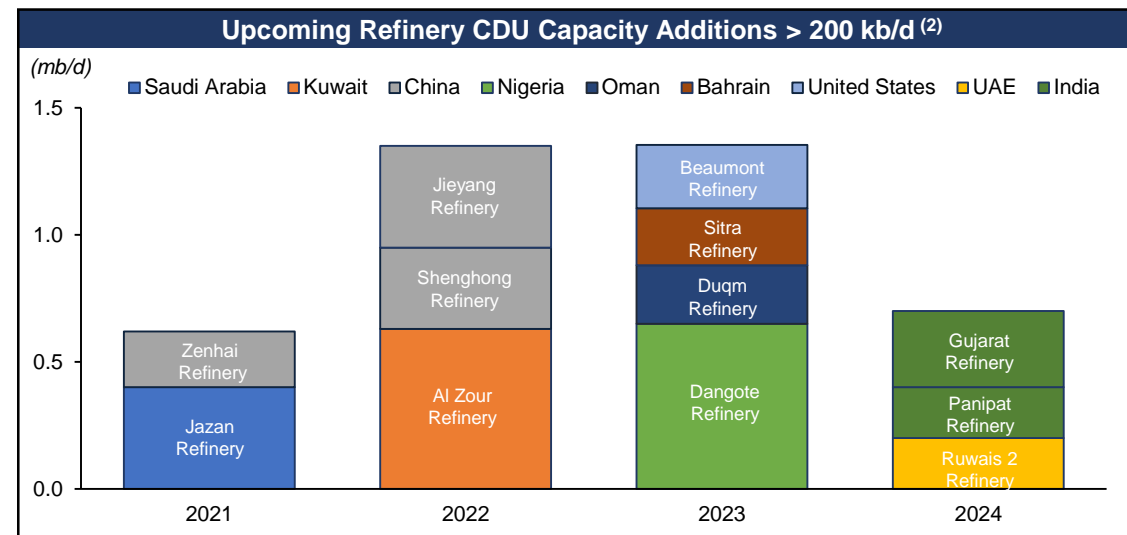 Upcoming Refinery CDU Capacity Additions > 200 kb/d (2)
(mb/d)
Saudi Arabia Kuwait China Nigeria Oman Bahrain United States UAE India
1.5
1.0
0.5
0.0
Zenhai
Refinery
Jazan
Refinery
Jieyang
Refinery
Shenghong
Refinery
Al Zour
Refinery
Beaumont
Refinery
Sitra
Refinery
Duqm
Refinery
Dangote
Refinery
Gujarat
Refinery
Panipat
Refinery
Ruwais 2
Refinery
2021 2022 2023 2024